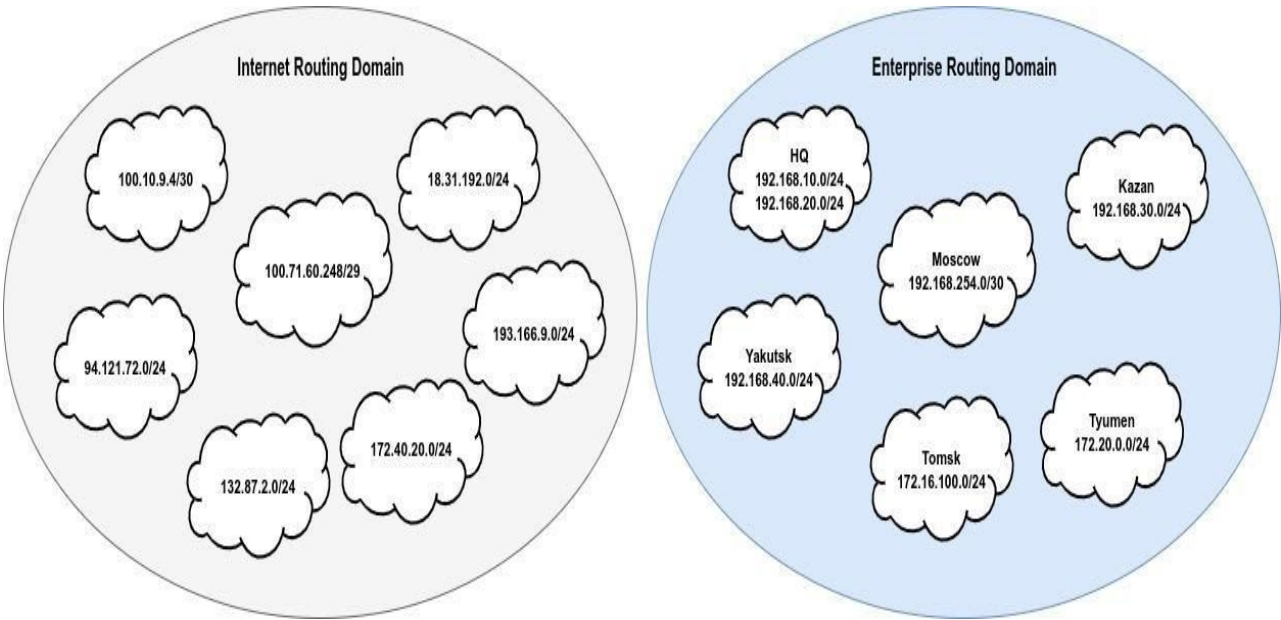 Internet Routing Domain
100.10.9.4/30
18.31.192.0/24
100.71.60.248/29
193.166.9.0/24
94.121.72.0/24
172.40.20.0/24
132.87.2.0/24
Enterprise Routing Domain
HQ
192.168.10.0/24
192.168.20.0/24
Kazan
192.168.30.0/24
Moscow
192.168.254.0/30
Yakutsk
192.168.40.0/24
Tyumen
172.20.0.0/24
Tomsk
172.16.100.0/24